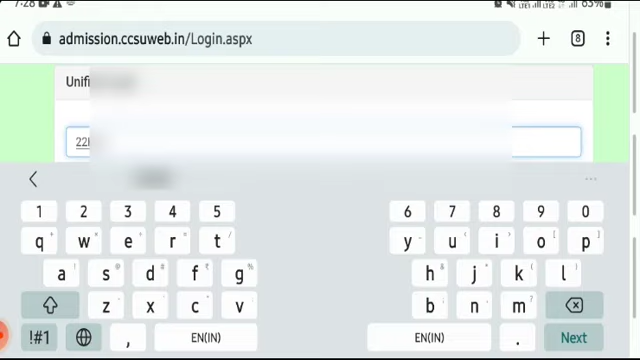 7:28
63%
admission.ccsuweb.in/Login.aspx
8
Unifi
22
1 2 3 4 5 6 7 8 9 0
q w e r t y u i o p
a s d f g h j k l
z x c v b n m
!#1 , EN(IN) EN(IN) . Next